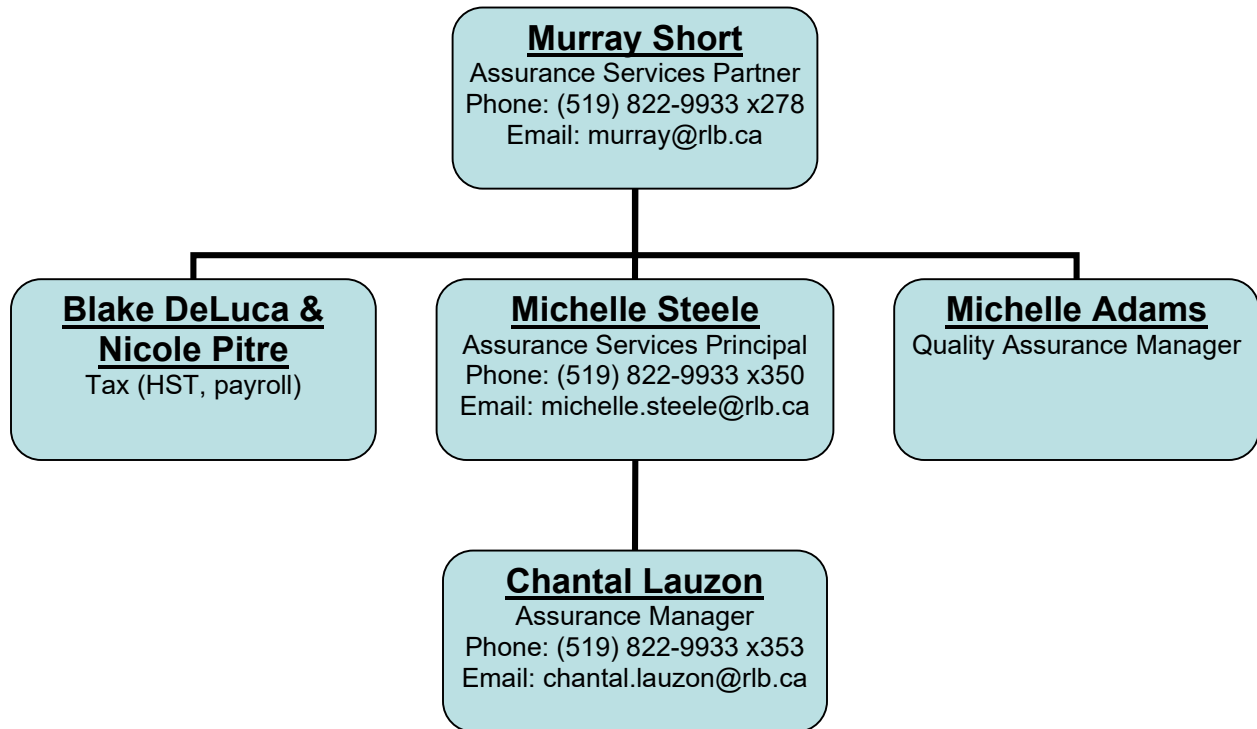 Murray Short
Assurance Services Partner
Phone: (519) 822-9933 x278
Email: murray@rlb.ca
Blake DeLuca &
Nicole Pitre
Tax (HST, payroll)
Michelle Steele
Assurance Services Principal
Phone: (519) 822-9933 x350
Email: michelle.steele@rlb.ca
Michelle Adams
Quality Assurance Manager
Chantal Lauzon
Assurance Manager
Phone: (519) 822-9933 x353
Email: chantal.lauzon@rlb.ca